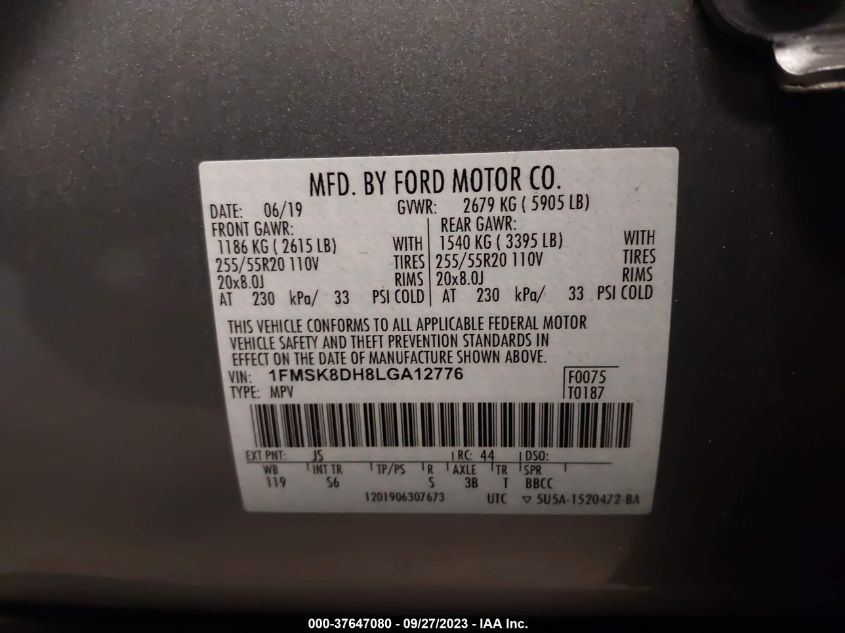 MFD. BY FORD MOTOR CO.
DATE: 06/19 GVWR: 2679 KG ( 5905 LB)
FRONT GAWR: REAR GAWR:
1186 KG ( 2615 LB) WITH 1540 KG ( 3395 LB) WITH
255/55R20 110V TIRES 255/55R20 110V TIRES
20x8.0J RIMS 20x8.0J RIMS
AT 230 kPa/ 33 PSI COLD AT 230 kPa/ 33 PSI COLD
THIS VEHICLE CONFORMS TO ALL APPLICABLE FEDERAL MOTOR
VEHICLE SAFETY AND THEFT PREVENTION STANDARDS IN
EFFECT ON THE DATE OF MANUFACTURE SHOWN ABOVE.
VIN: 1FMSK8DH8LGA12776 F0075
TYPE: MPV T0187
EXT PNT: JS RC: 44 DSO:
WB INT TR TP/PS R AXLE TR SPR
119 S6 S 3B T BBCC
1201906307673 UTC ▽ 5U5A-1520472-BA
000-37647080 - 09/27/2023 - IAA Inc.